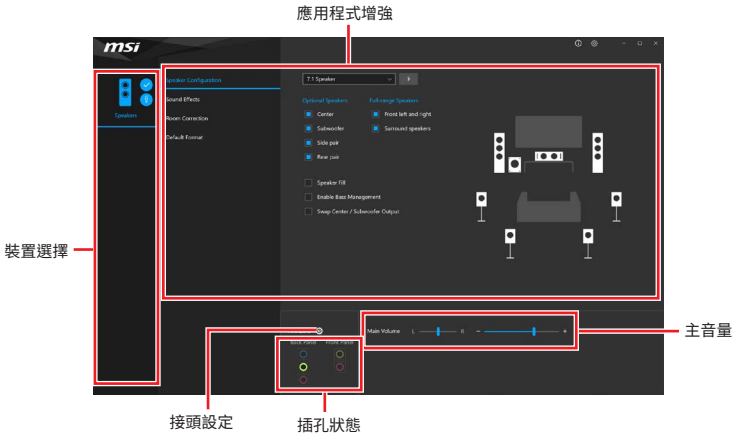 應用程式增強
msi
Speaker Configuration
Sound Effects
Room Correction
Default Format
Speakers
7.1 Speaker
Optional Speakers
Full-range Speakers
Center
Front left and right
Subwoofer
Surround speakers
Side pair
Rear pair
Speaker Fill
Enable Bass Management
Swap Center / Subwoofer Output
裝置選擇
Main Volume
L
R
主音量
Back Panel
Front Panel
接頭設定
插孔狀態